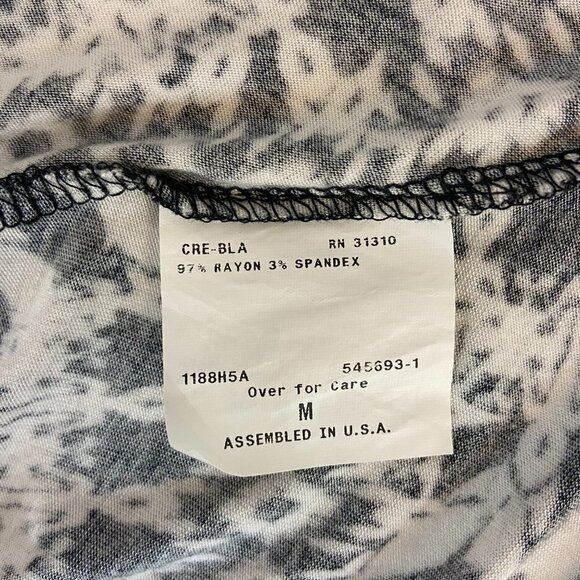 CRE-BLA RN 31310
97% RAYON 3% SPANDEX
1188H5A 545693-1
Over for Care
M
ASSEMBLED IN U.S.A.